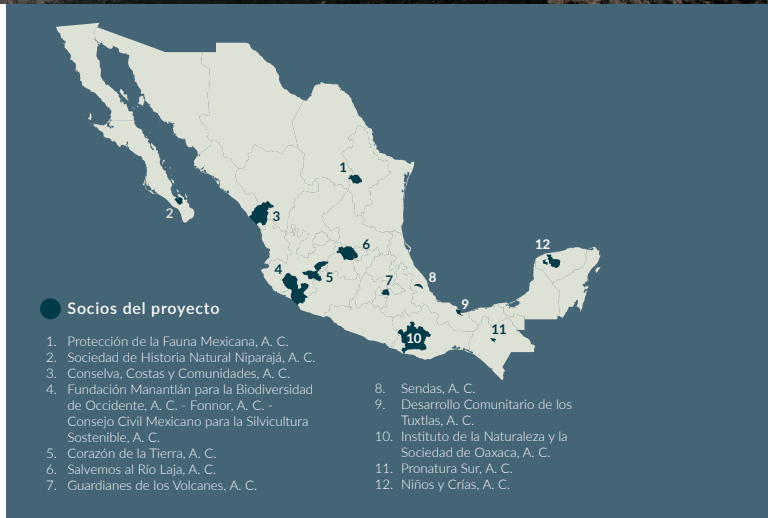 1
2
3
4
5
6
7
8
9
10
11
12
Socios del proyecto
1. Protección de la Fauna Mexicana, A. C.
2. Sociedad de Historia Natural Niparajá, A. C.
3. Conselva, Costas y Comunidades, A. C.
4. Fundación Manantlán para la Biodiversidad
de Occidente, A. C. - Fonnor, A. C. -
Consejo Civil Mexicano para la Silvicultura
Sostenible, A. C.
5. Corazón de la Tierra, A. C.
6. Salvemos al Río Laja, A. C.
7. Guardianes de los Volcanes, A. C.
8. Sendas, A. C.
9. Desarrollo Comunitario de los
Tuxtlas, A. C.
10. Instituto de la Naturaleza y la
Sociedad de Oaxaca, A. C.
11. Pronatura Sur, A. C.
12. Niños y Crías, A. C.